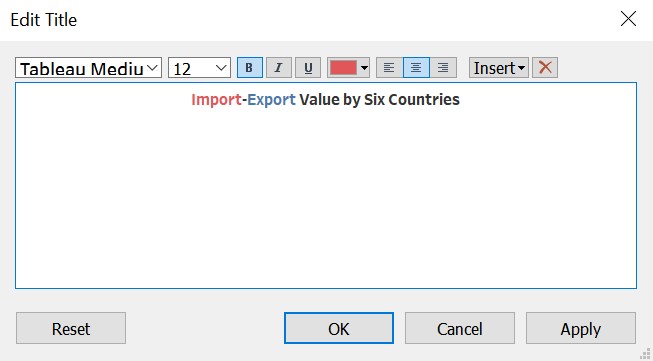 Edit Title
Tableau Mediu 12 B I U Insert
Import-Export Value by Six Countries
Reset OK Cancel Apply